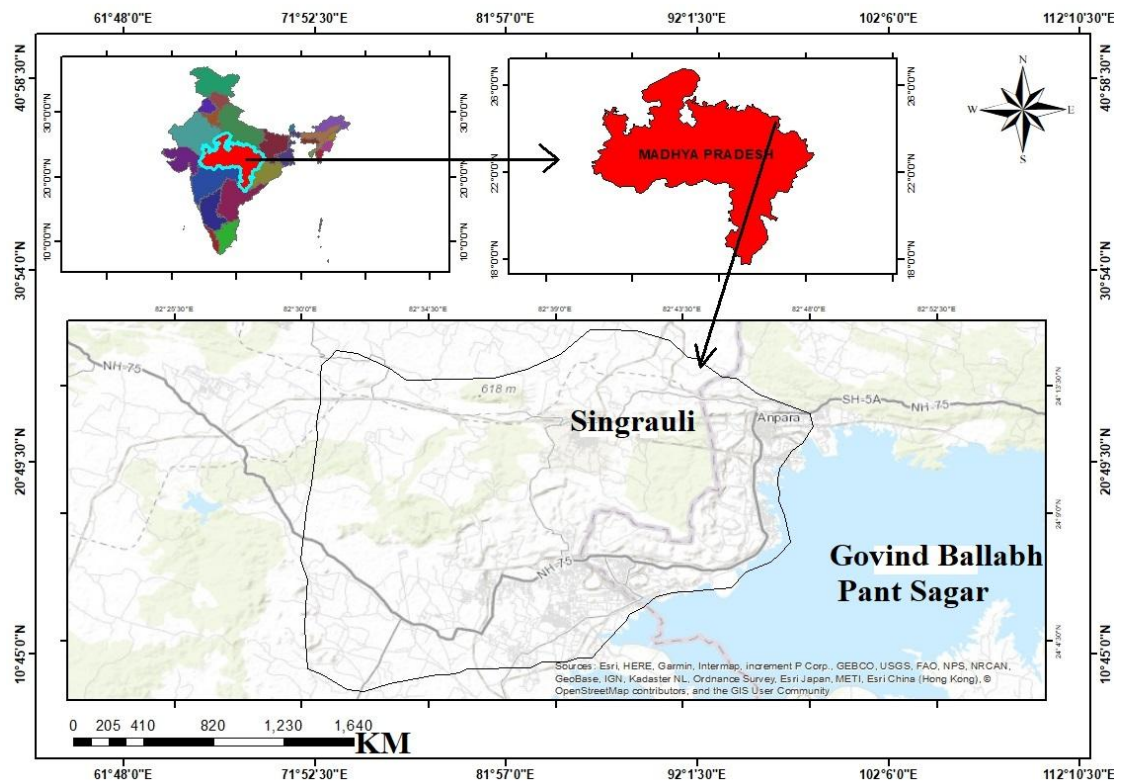 61°48'0"E 71°52'30"E 81°57'0"E 92°1'30"E 102°6'0"E 112°10'30"E
40°58'30"N
30°54'0"N
20°49'30"N
10°45'0"N
30°0'0"N
20°0'0"N
10°0'0"N
30°0'0"N
20°0'0"N
10°0'0"N
26°0'0"N
22°0'0"N
18°0'0"N
MADHYA PRADESH
26°0'0"N
22°0'0"N
18°0'0"N
N
W E
S
40°58'30"N
30°54'0"N
20°49'30"N
10°45'0"N
82°30'0"E 82°34'30"E 82°39'0"E 82°43'30"E 82°48'0"E 82°52'30"E
NH-75
618 m
Singrauli
Anpara
SH-5A
NH-75
24°13'30"N
24°9'0"N
24°4'30"N
NH-75
Govind Ballabh
Pant Sagar
Sources: Esri, HERE, Garmin, Intermap, increment P Corp., GEBCO, USGS, FAO, NPS, NRCAN,
GeoBase, IGN, Kadaster NL, Ordnance Survey, Esri Japan, METI, Esri China (Hong Kong), ©
OpenStreetMap contributors, and the GIS User Community
0 205 410 820 1,230 1,640
KM
61°48'0"E 71°52'30"E 81°57'0"E 92°1'30"E 102°6'0"E 112°10'30"E